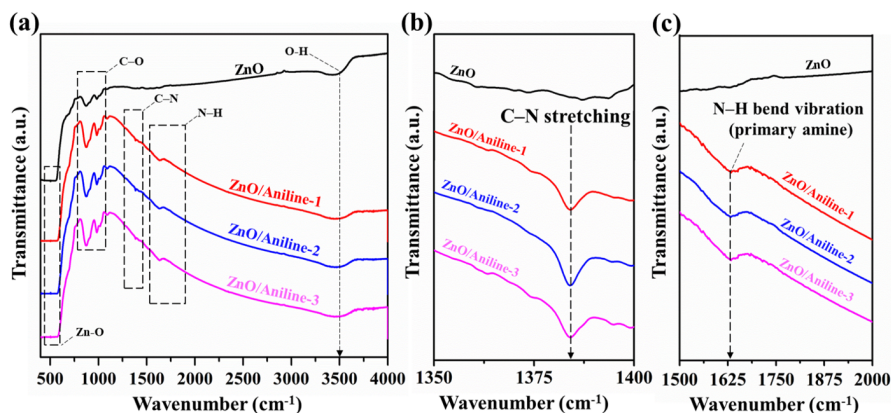 (a)
C–O
O-H
ZnO
C–N
N–H
ZnO/Aniline-1
ZnO/Aniline-2
ZnO/Aniline-3
Zn-O
Transmittance (a.u.)
500 1000 1500 2000 2500 3000 3500 4000
Wavenumber (cm⁻¹)
(b)
ZnO
C–N stretching
ZnO/Aniline-1
ZnO/Aniline-2
ZnO/Aniline-3
Transmittance (a.u.)
1350 1375 1400
Wavenumber (cm⁻¹)
(c)
ZnO
N–H bend vibration
(primary amine)
ZnO/Aniline-1
ZnO/Aniline-2
ZnO/Aniline-3
Transmittance (a.u.)
1500 1625 1750 1875 2000
Wavenumber (cm⁻¹)